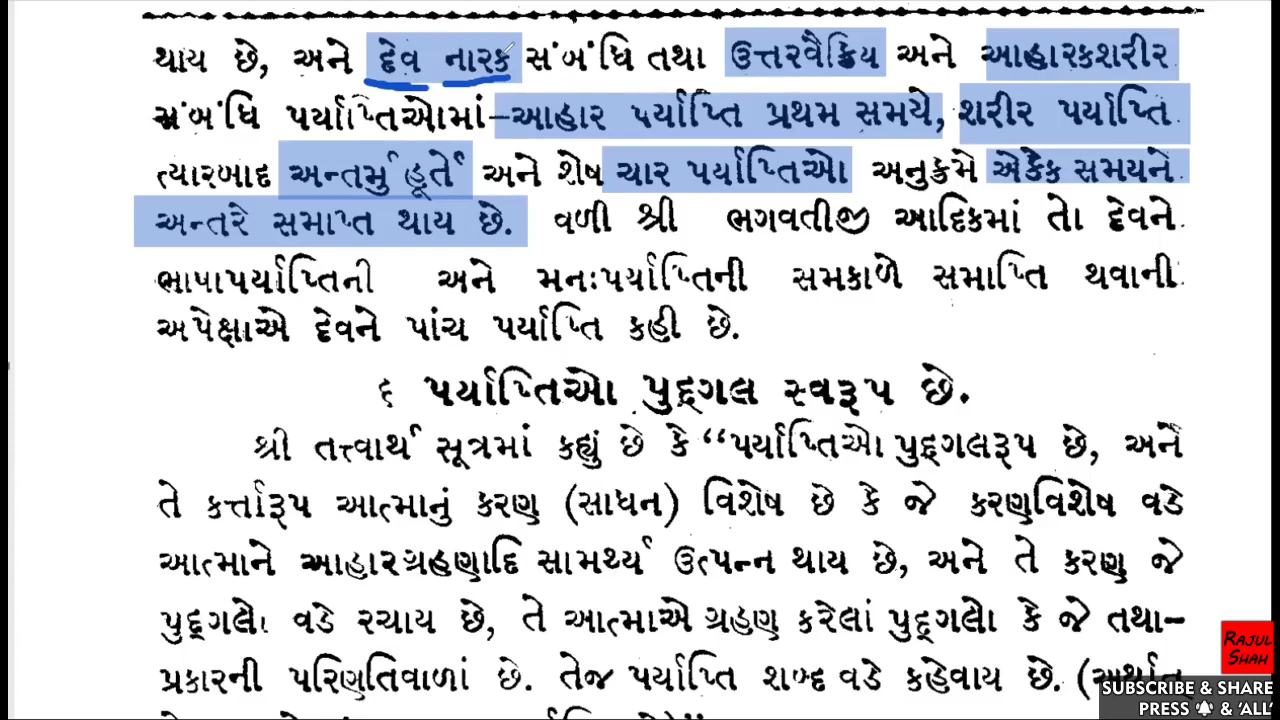 થાય છે, અને દેવ નારક સંબંધિ તથા ઉત્તરવૈક્રિય અને આહારકશરીર
સંબંધિ પર્યાપ્તિઓમાં-આહાર પર્યાપ્તિ પ્રથમ સમયે, શરીર પર્યાપ્તિ
ત્યારબાદ અન્તર્મુહૂર્તે અને શેષ ચાર પર્યાપ્તિઓ અનુક્રમે એકેક સમયને
અન્તરે સમાપ્ત થાય છે. વળી શ્રી ભગવતીજી આદિકમાં તો દેવને
ભાષાપર્યાપ્તિની અને મનઃપર્યાપ્તિની સમકાળે સમાપ્તિ થવાની
અપેક્ષાએ દેવને પાંચ પર્યાપ્તિ કહી છે.
૬ પર્યાપ્તિઓ પુદ્ગલ સ્વરૂપ છે.
શ્રી તત્ત્વાર્થ સૂત્રમાં કહ્યું છે કે “પર્યાપ્તિઓ પુદ્ગલરૂપ છે, અને
તે કર્ત્તારૂપ આત્માનું કરણ (સાધન) વિશેષ છે કે જે કરણવિશેષ વડે
આત્માને આહારગ્રહણાદિ સામર્થ્ય ઉત્પન્ન થાય છે, અને તે કરણ જે
પુદ્ગલો વડે રચાય છે, તે આત્માએ ગ્રહણ કરેલાં પુદ્ગલો કે જે તથા-
પ્રકારની પરિણતિવાળાં છે. તેજ પર્યાપ્તિ શબ્દ વડે કહેવાય છે. (અર્થાત્
RAJUL
SHAH
SUBSCRIBE & SHARE
PRESS & ‘ALL’